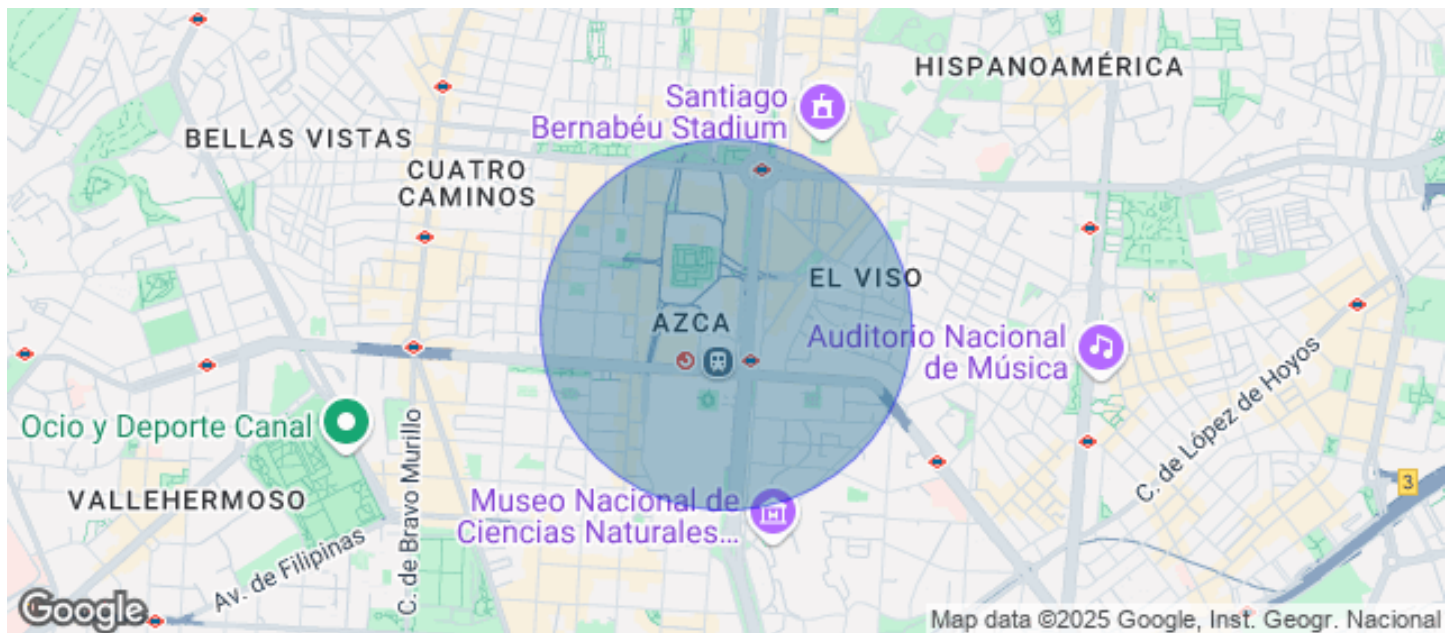 HISPANOAMÉRICA
Santiago
Bernabéu Stadium
BELLAS VISTAS
CUATRO
CAMINOS
EL VISO
AZCA
Auditorio Nacional
de Música
Ocio y Deporte Canal
C. de Bravo Murillo
C. de López de Hoyos
3
VALLEHERMOSO
Museo Nacional de
Ciencias Naturales...
Av. de Filipinas
Google
Map data ©2025 Google, Inst. Geogr. Nacional